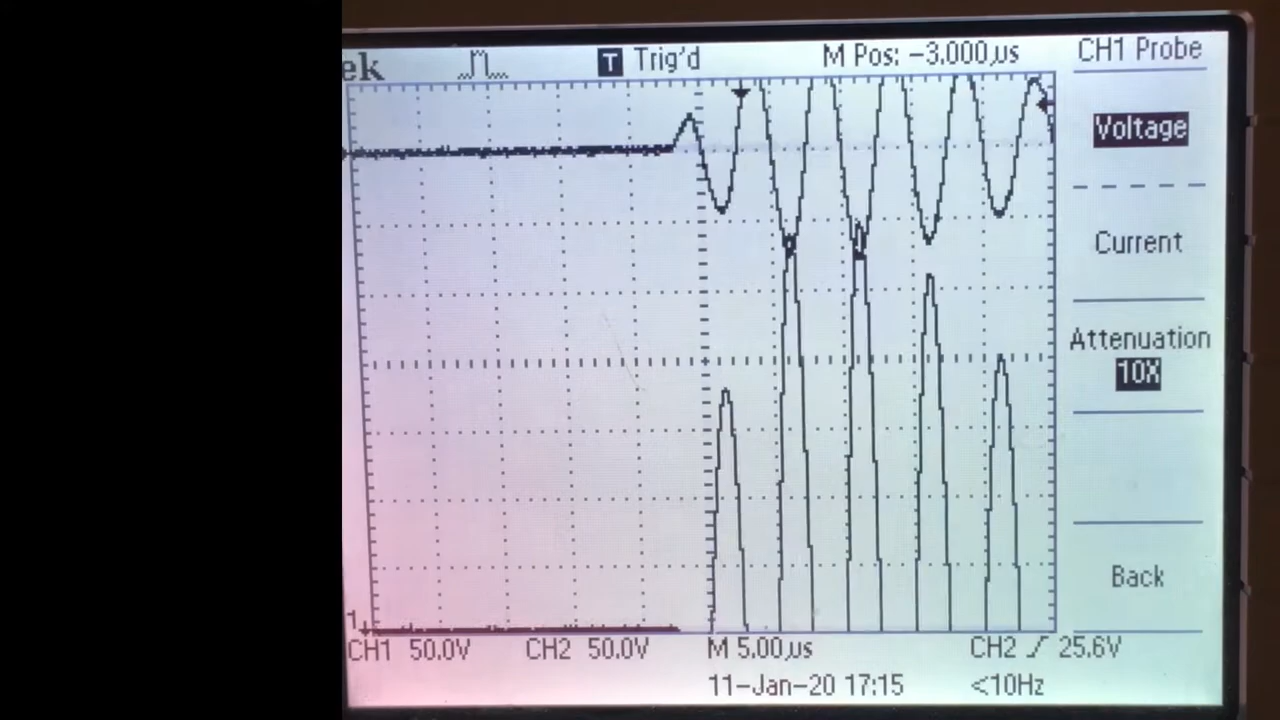 ek T Trig'd M Pos: -3.000µs CH1 Probe
Voltage
Current
Attenuation
10X
Back
1
CH1 50.0V CH2 50.0V M 5.00µs CH2 25.6V
11-Jan-20 17:15 <10Hz